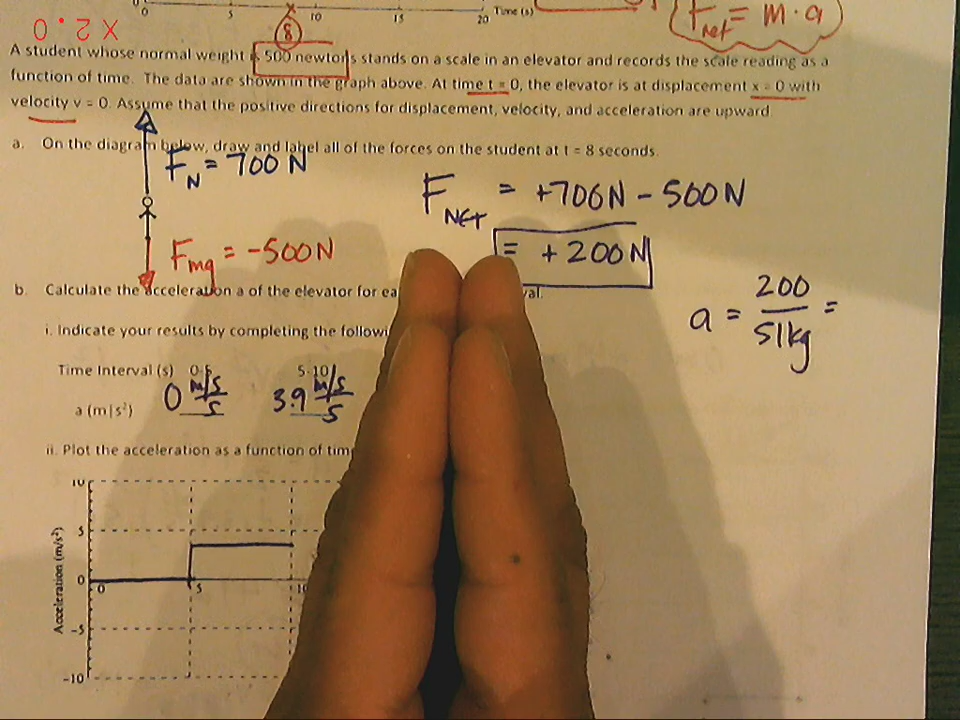 0 5 10 15 20 Time (s)
8
F net = m·a
X 2.0
A student whose normal weight is 500 newtons stands on a scale in an elevator and records the scale reading as a
function of time. The data are shown in the graph above. At time t = 0, the elevator is at displacement x = 0 with
velocity v = 0. Assume that the positive directions for displacement, velocity, and acceleration are upward.
a. On the diagram below, draw and label all of the forces on the student at t = 8 seconds.
FN = 700 N
FNET = +700N - 500N
= +200N
Fmg = -500N
b. Calculate the acceleration a of the elevator for ea val.
a = 200/51kg =
i. Indicate your results by completing the followi
Time Interval (s) 0-5 5-10
a (m/s²) 0 m/s/s 3.9 m/s/s
ii. Plot the acceleration as a function of tim
Acceleration (m/s²)
10
5
0
-5
-10
0 5 10